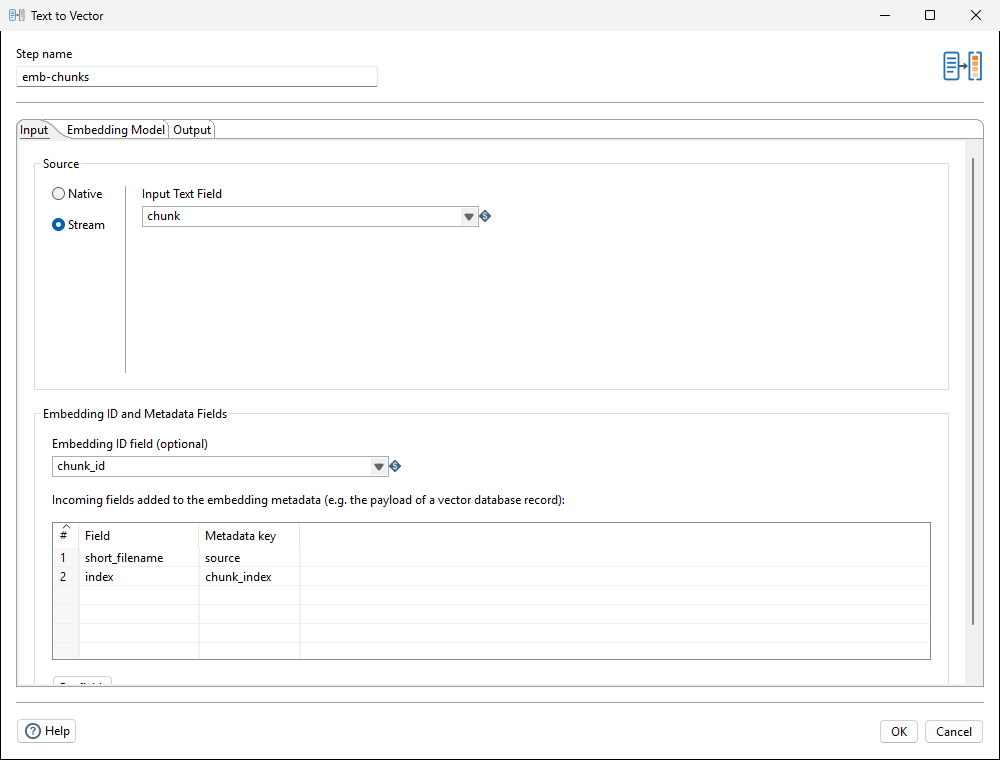 Text to Vector
Step name
emb-chunks
Input Embedding Model Output
Source
Native
Input Text Field
chunk
Stream
Embedding ID and Metadata Fields
Embedding ID field (optional)
chunk_id
Incoming fields added to the embedding metadata (e.g. the payload of a vector database record):
# Field Metadata key
1 short_filename source
2 index chunk_index
Help OK Cancel